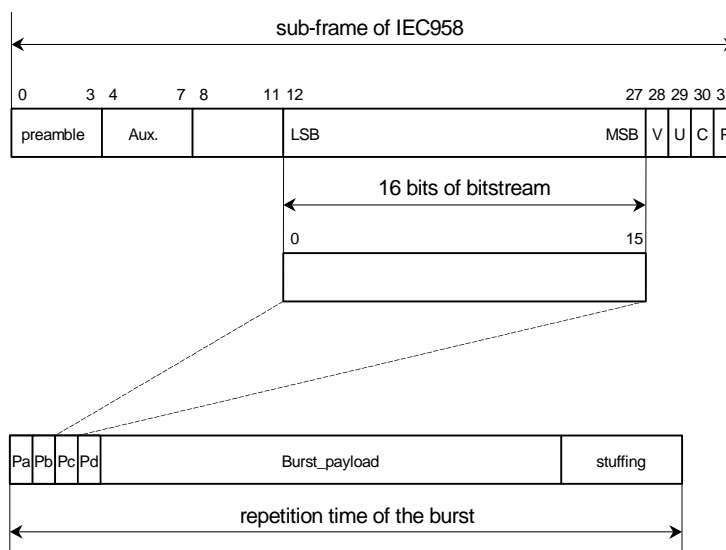 sub-frame of IEC958
0 3 4 7 8 11 12 27 28 29 30 3
preamble Aux. LSB MSB V U C P
16 bits of bitstream
0 15
Pa Pb Pc Pd Burst_payload stuffing
repetition time of the burst